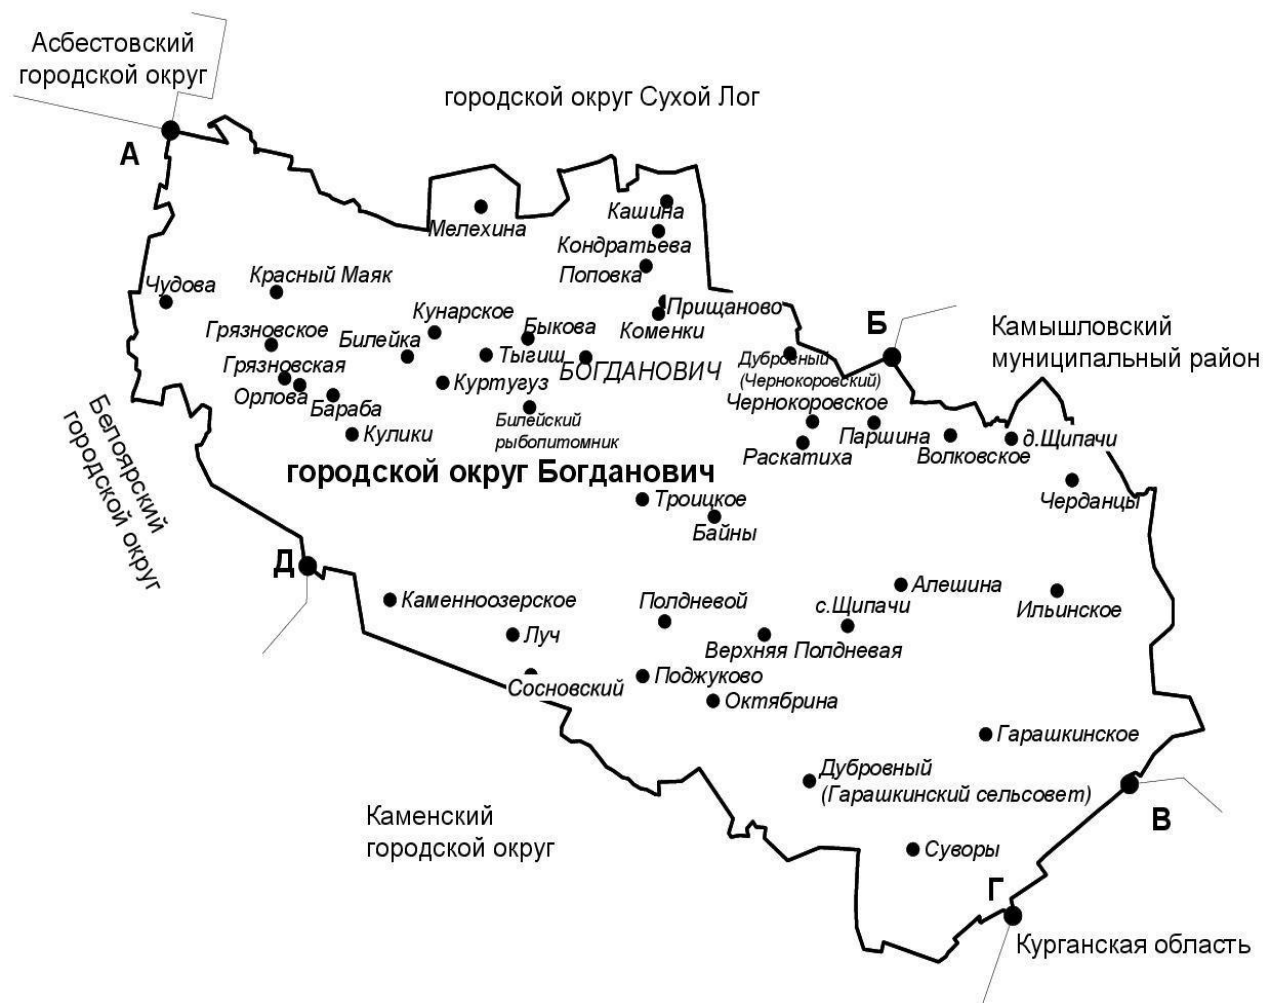 Асбестовский
городской округ
городской округ Сухой Лог
А
Кашина
Мелехина
Кондратьева
Поповка
Чудова
Красный Маяк
Прищаново
Кунарское
Быкова
Коменки
Б
Камышловский
муниципальный район
Грязновское
Билейка
Тыгиш
БОГДАНОВИЧ
Дубровный
(Чернокоровский)
Грязновская
Куртугуз
Орлова
Бараба
Чернокоровское
Билейский
рыбопитомник
Кулики
Паршина
Раскатиха
Волковское
д.Щипачи
Белоярский
городской округ
городской округ Богданович
Троицкое
Черданцы
Байны
Д
Каменноозерское
Полдневой
с.Щипачи
Алешина
Ильинское
Луч
Верхняя Полдневая
Сосновский
Поджуково
Октябрина
Гарашкинское
Дубровный
(Гарашкинский сельсовет)
Каменский
городской округ
В
Суворы
Г
Курганская область